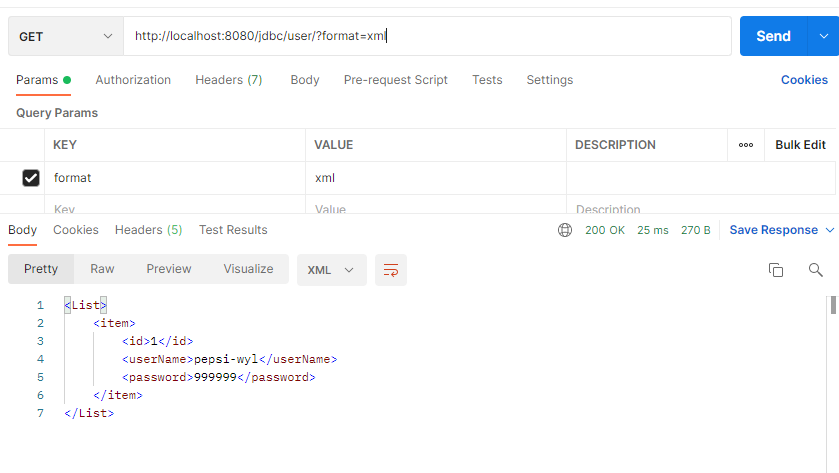 GET http://localhost:8080/jdbc/user/?format=xml Send
Params Authorization Headers (7) Body Pre-request Script Tests Settings Cookies
Query Params
KEY VALUE DESCRIPTION ooo Bulk Edit
format xml
Key Value Description
Body Cookies Headers (5) Test Results 200 OK 25 ms 270 B Save Response
Pretty Raw Preview Visualize XML
1 <List>
2 <item>
3 <id>1</id>
4 <userName>pepsi-wyl</userName>
5 <password>999999</password>
6 </item>
7 </List>